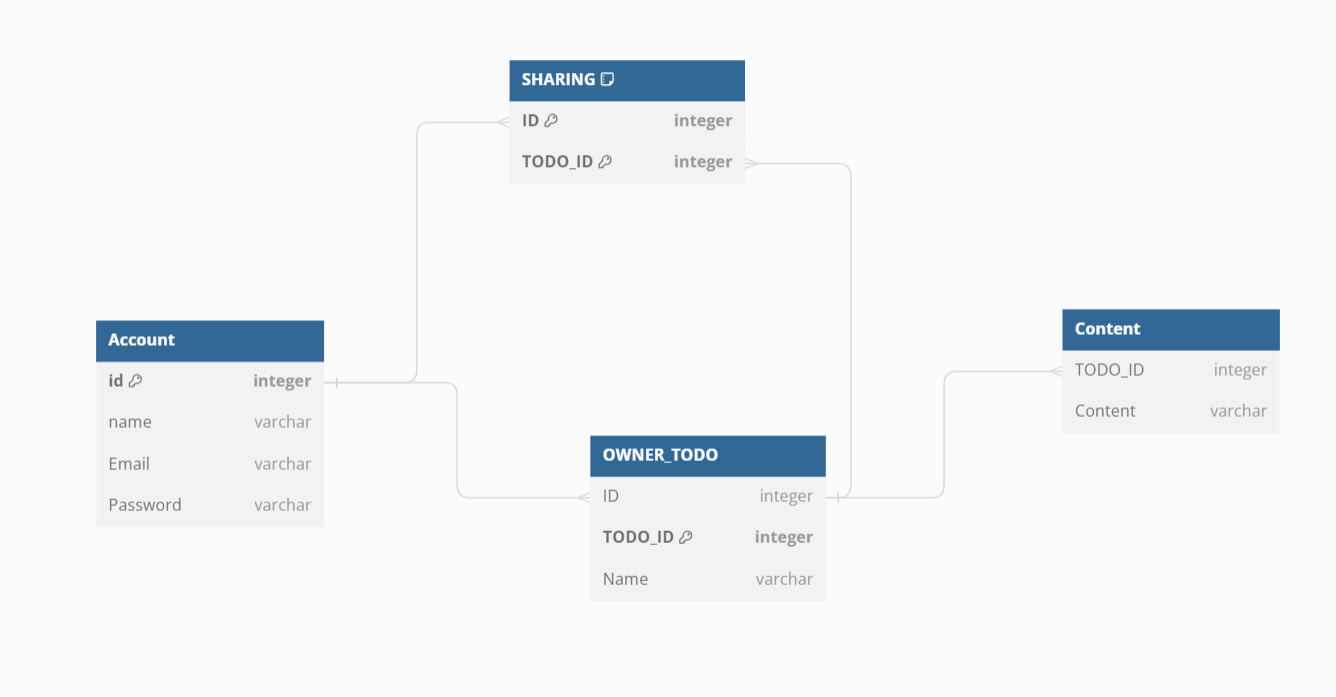 SHARING
ID integer
TODO_ID integer
Account
id integer
name varchar
Email varchar
Password varchar
Content
TODO_ID integer
Content varchar
OWNER_TODO
ID integer
TODO_ID integer
Name varchar